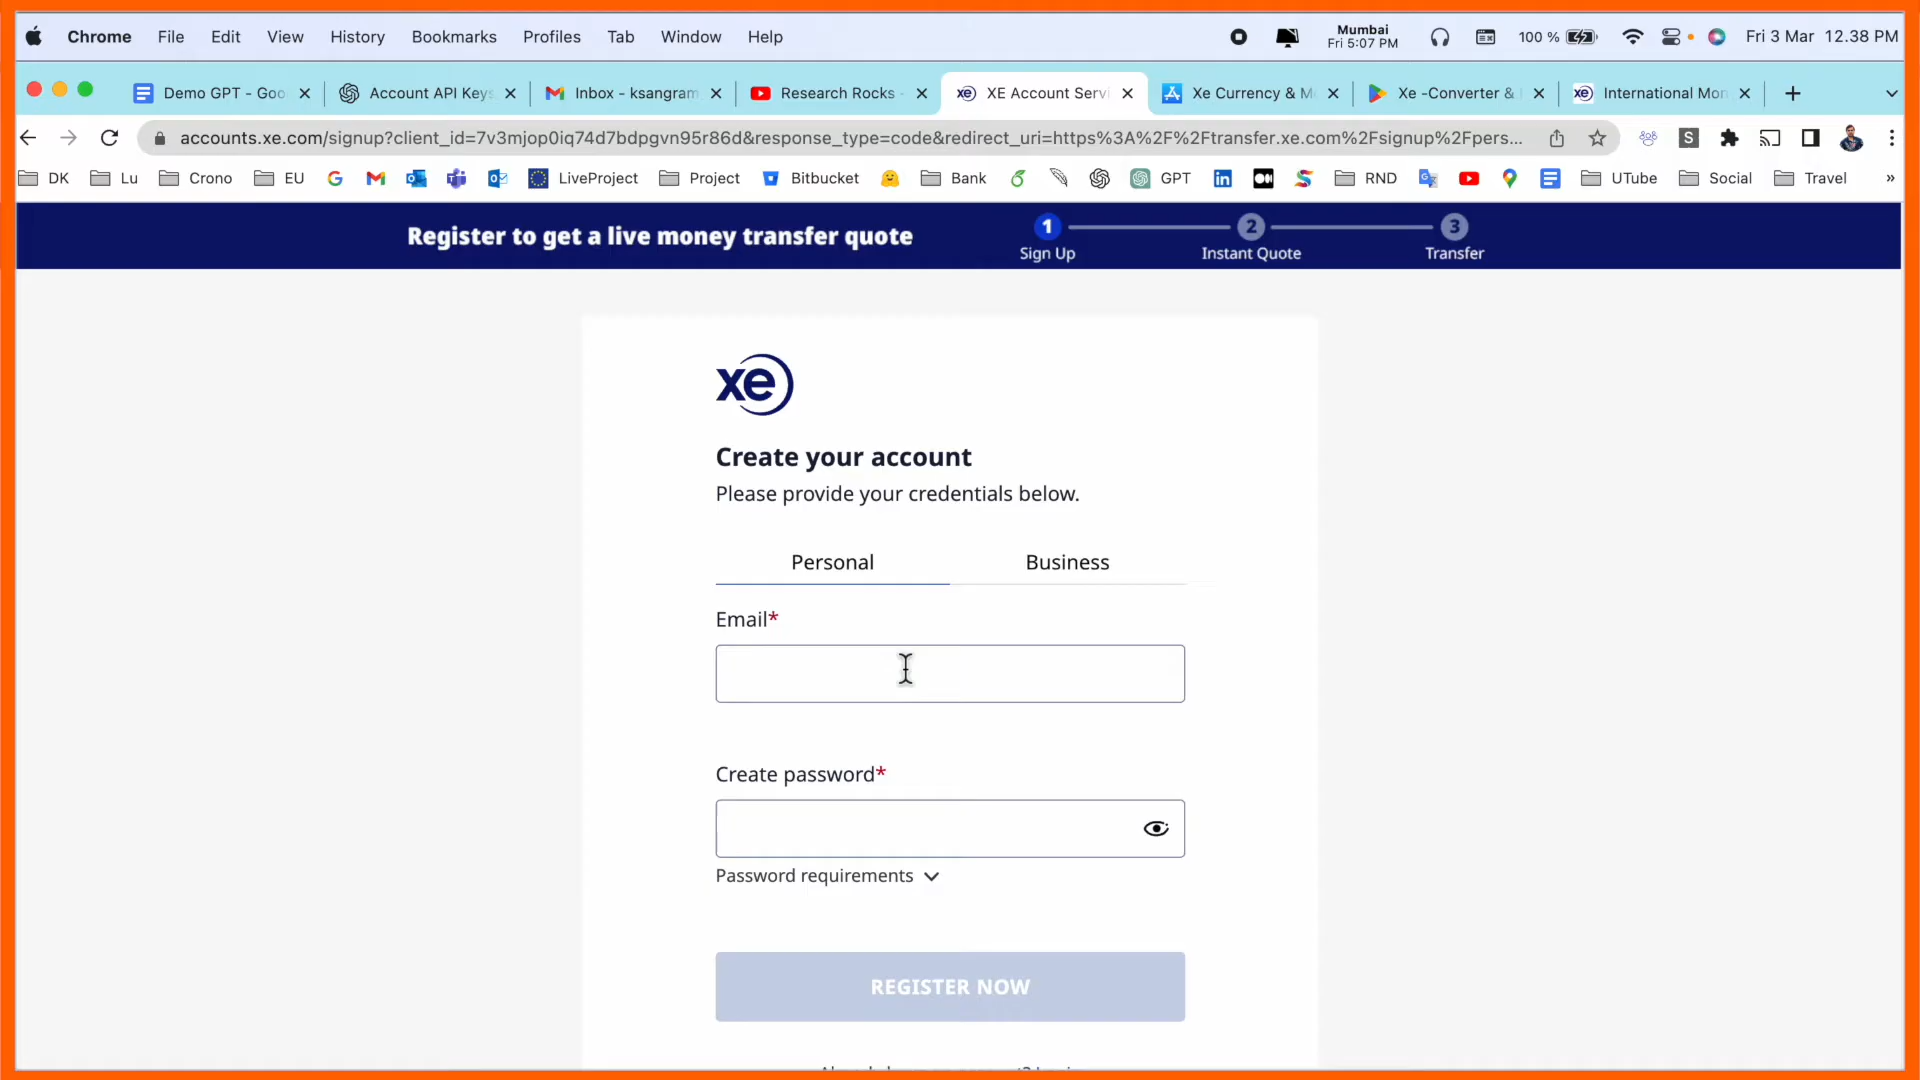 Chrome File Edit View History Bookmarks Profiles Tab Window Help Mumbai Fri 5:07 PM 100 % Fri 3 Mar 12.38 PM
Demo GPT - Goo Account API Keys Inbox - ksangram Research Rocks - XE Account Servi Xe Currency & M Xe -Converter & International Mon
accounts.xe.com/signup?client_id=7v3mjop0iq74d7bdpgvn95r86d&response_type=code&redirect_uri=https%3A%2F%2Ftransfer.xe.com%2Fsignup%2Fpers... S
DK Lu Crono EU LiveProject Project Bitbucket Bank GPT RND UTube Social Travel »
Register to get a live money transfer quote 1 2 3
Sign Up Instant Quote Transfer
xe
Create your account
Please provide your credentials below.
Personal Business
Email*
Create password*
Password requirements
REGISTER NOW